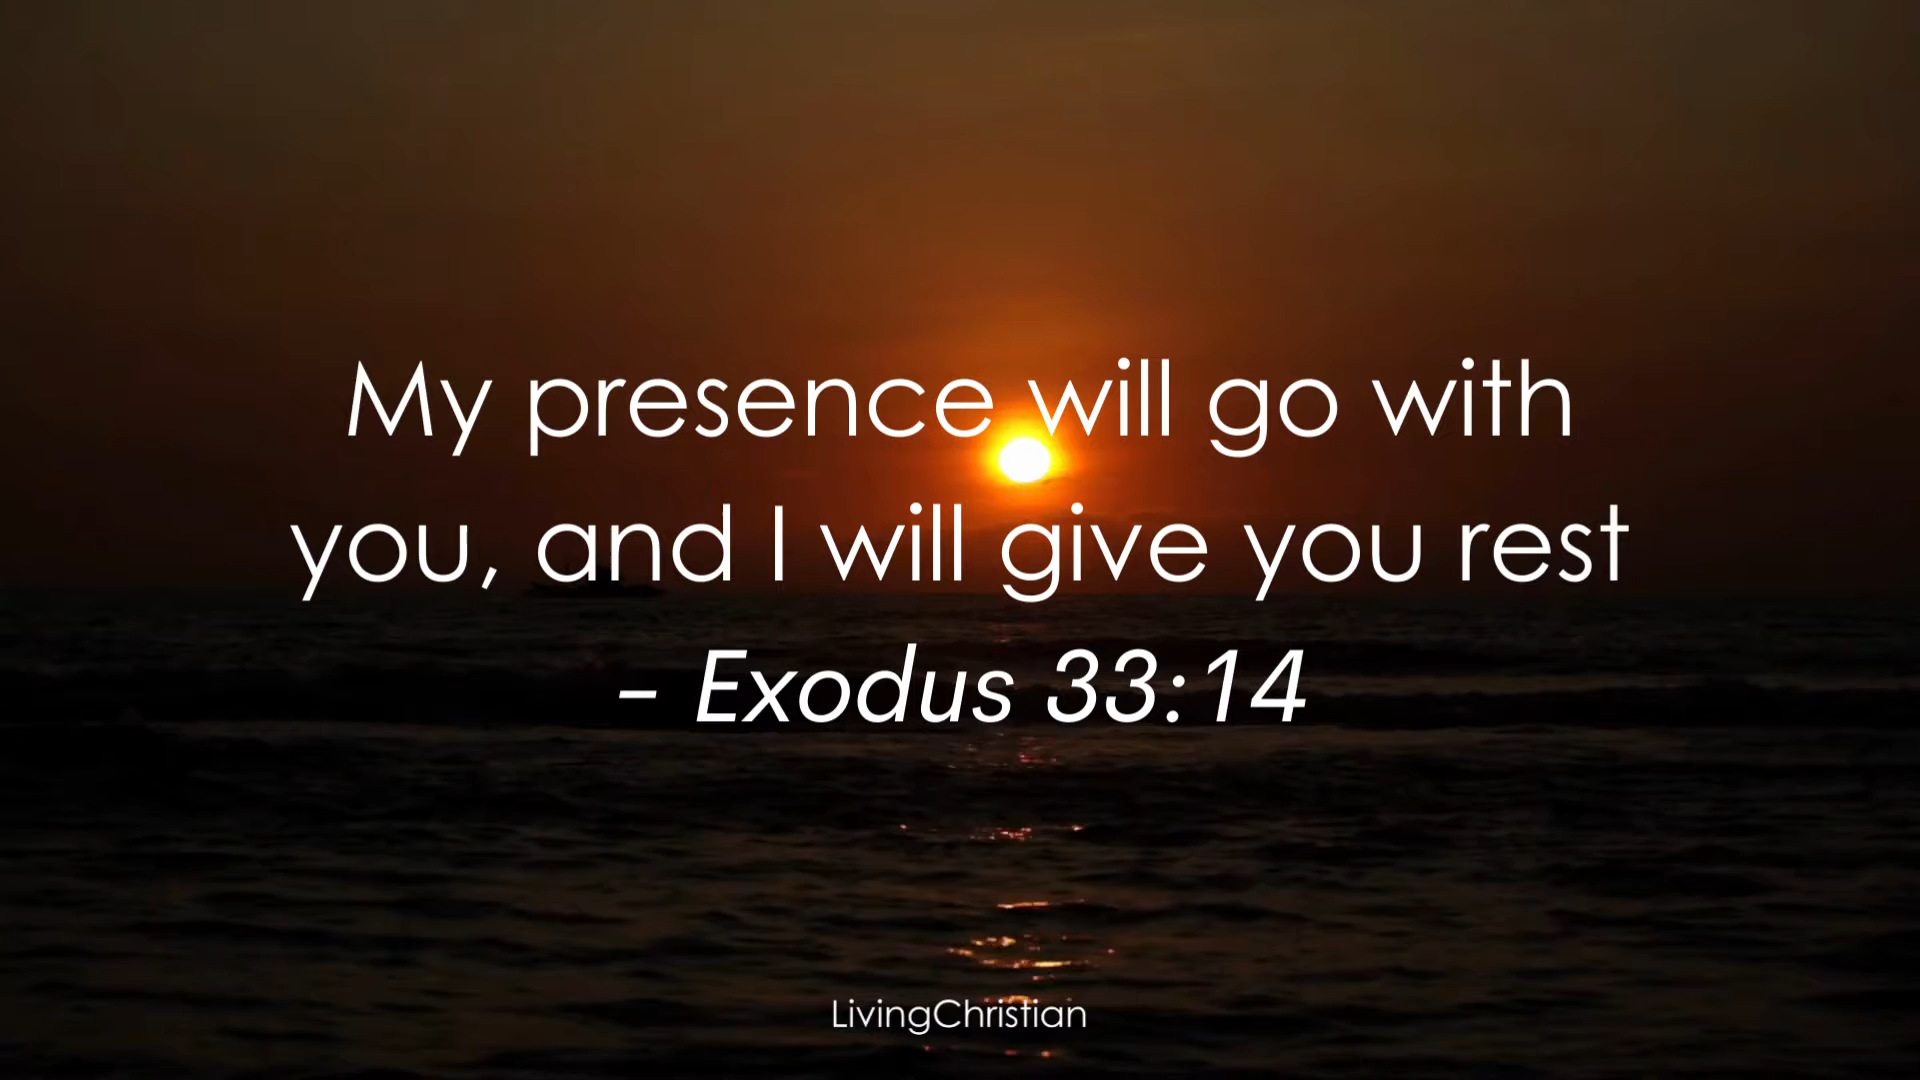 My presence will go with
you, and I will give you rest
– Exodus 33:14
LivingChristian